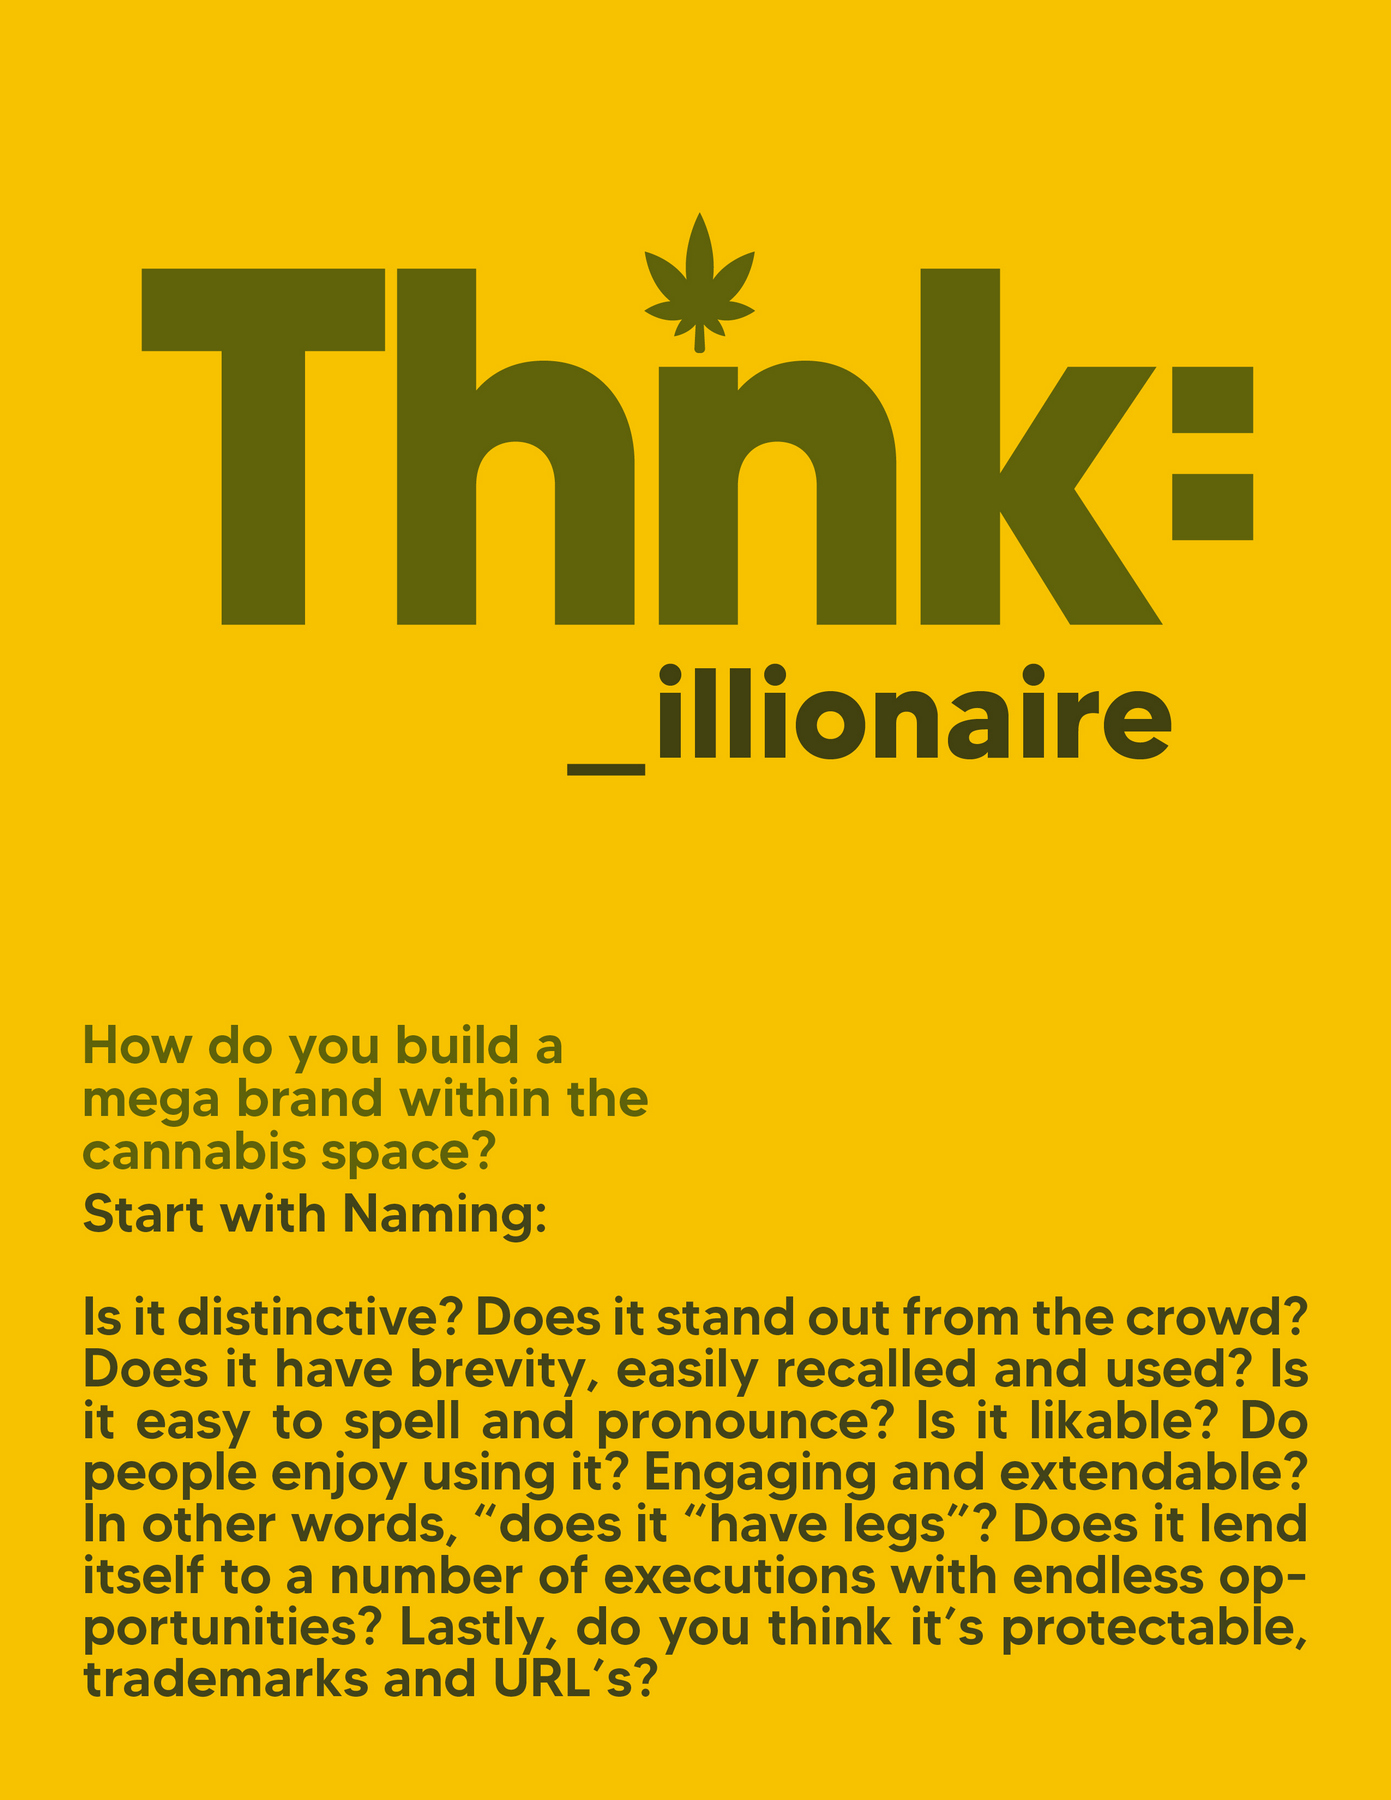 Thnk:
_illionaire
How do you build a
mega brand within the
cannabis space?
Start with Naming:
Is it distinctive? Does it stand out from the crowd?
Does it have brevity, easily recalled and used? Is
it easy to spell and pronounce? Is it likable? Do
people enjoy using it? Engaging and extendable?
In other words, “does it “have legs”? Does it lend
itself to a number of executions with endless op-
portunities? Lastly, do you think it’s protectable,
trademarks and URL’s?